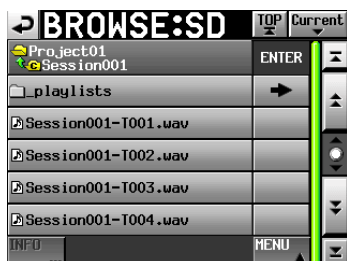 BROWSE:SD
TOP
Current
Project01
Session001
ENTER
_playlists
Session001-T001.wav
Session001-T002.wav
Session001-T003.wav
Session001-T004.wav
INFO
MENU